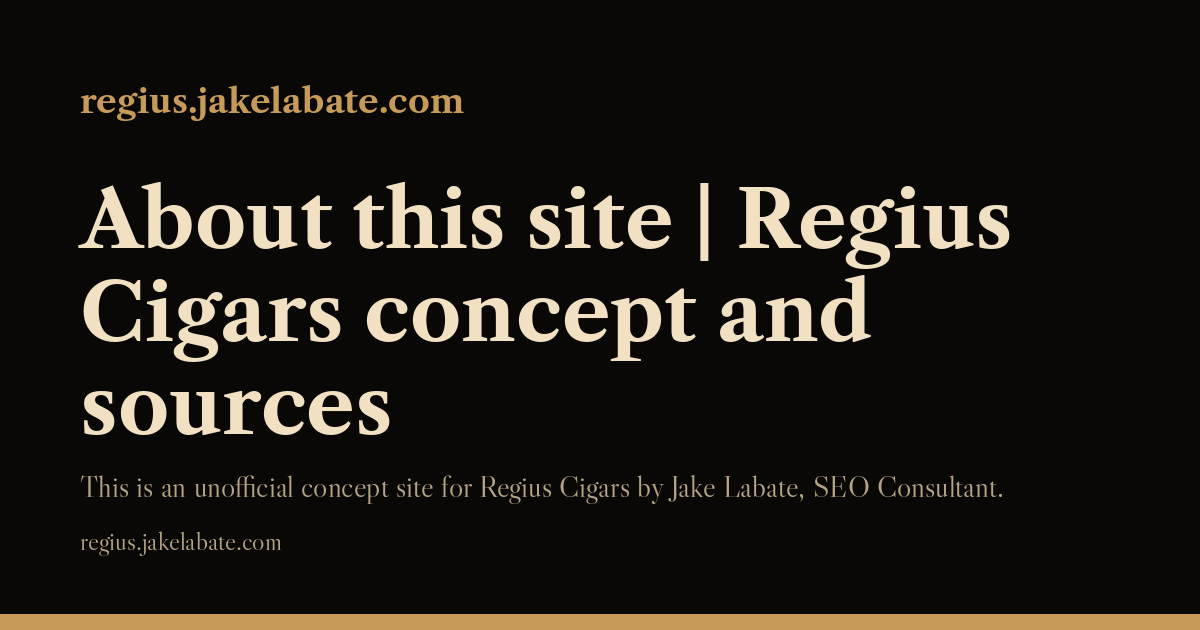 regius.jakelabate.com
About this site | Regius
Cigars concept and
sources
This is an unofficial concept site for Regius Cigars by Jake Labate, SEO Consultant.
regius.jakelabate.com